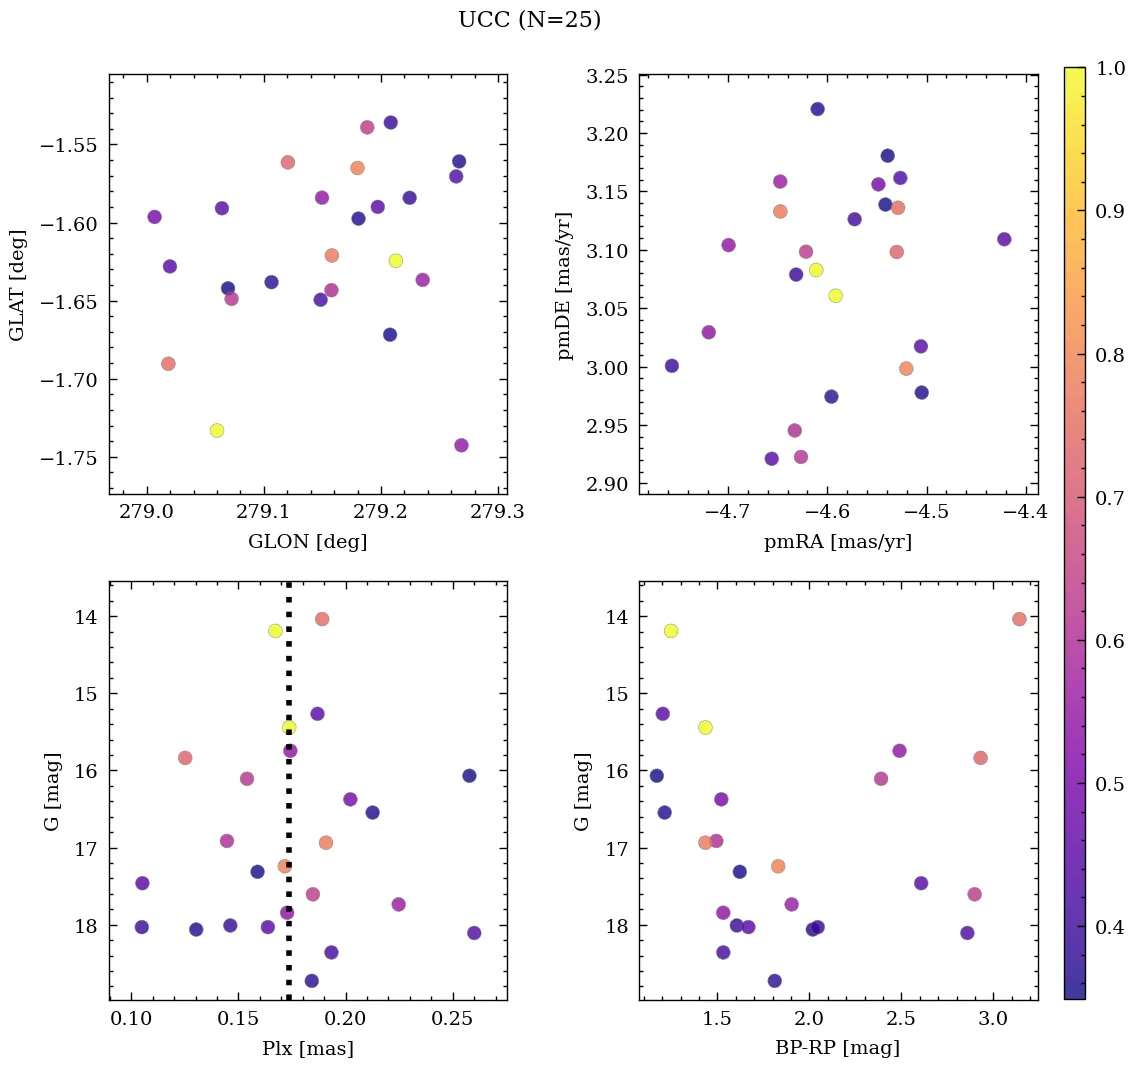 UCC (N=25)
−1.55
−1.60
−1.65
−1.70
−1.75
GLAT [deg]
279.0 279.1 279.2 279.3
GLON [deg]
3.25
3.20
3.15
3.10
3.05
3.00
2.95
2.90
pmDE [mas/yr]
−4.7 −4.6 −4.5 −4.4
pmRA [mas/yr]
1.0
0.9
0.8
0.7
0.6
0.5
0.4
14
15
16
17
18
G [mag]
0.10 0.15 0.20 0.25
Plx [mas]
14
15
16
17
18
G [mag]
1.5 2.0 2.5 3.0
BP-RP [mag]